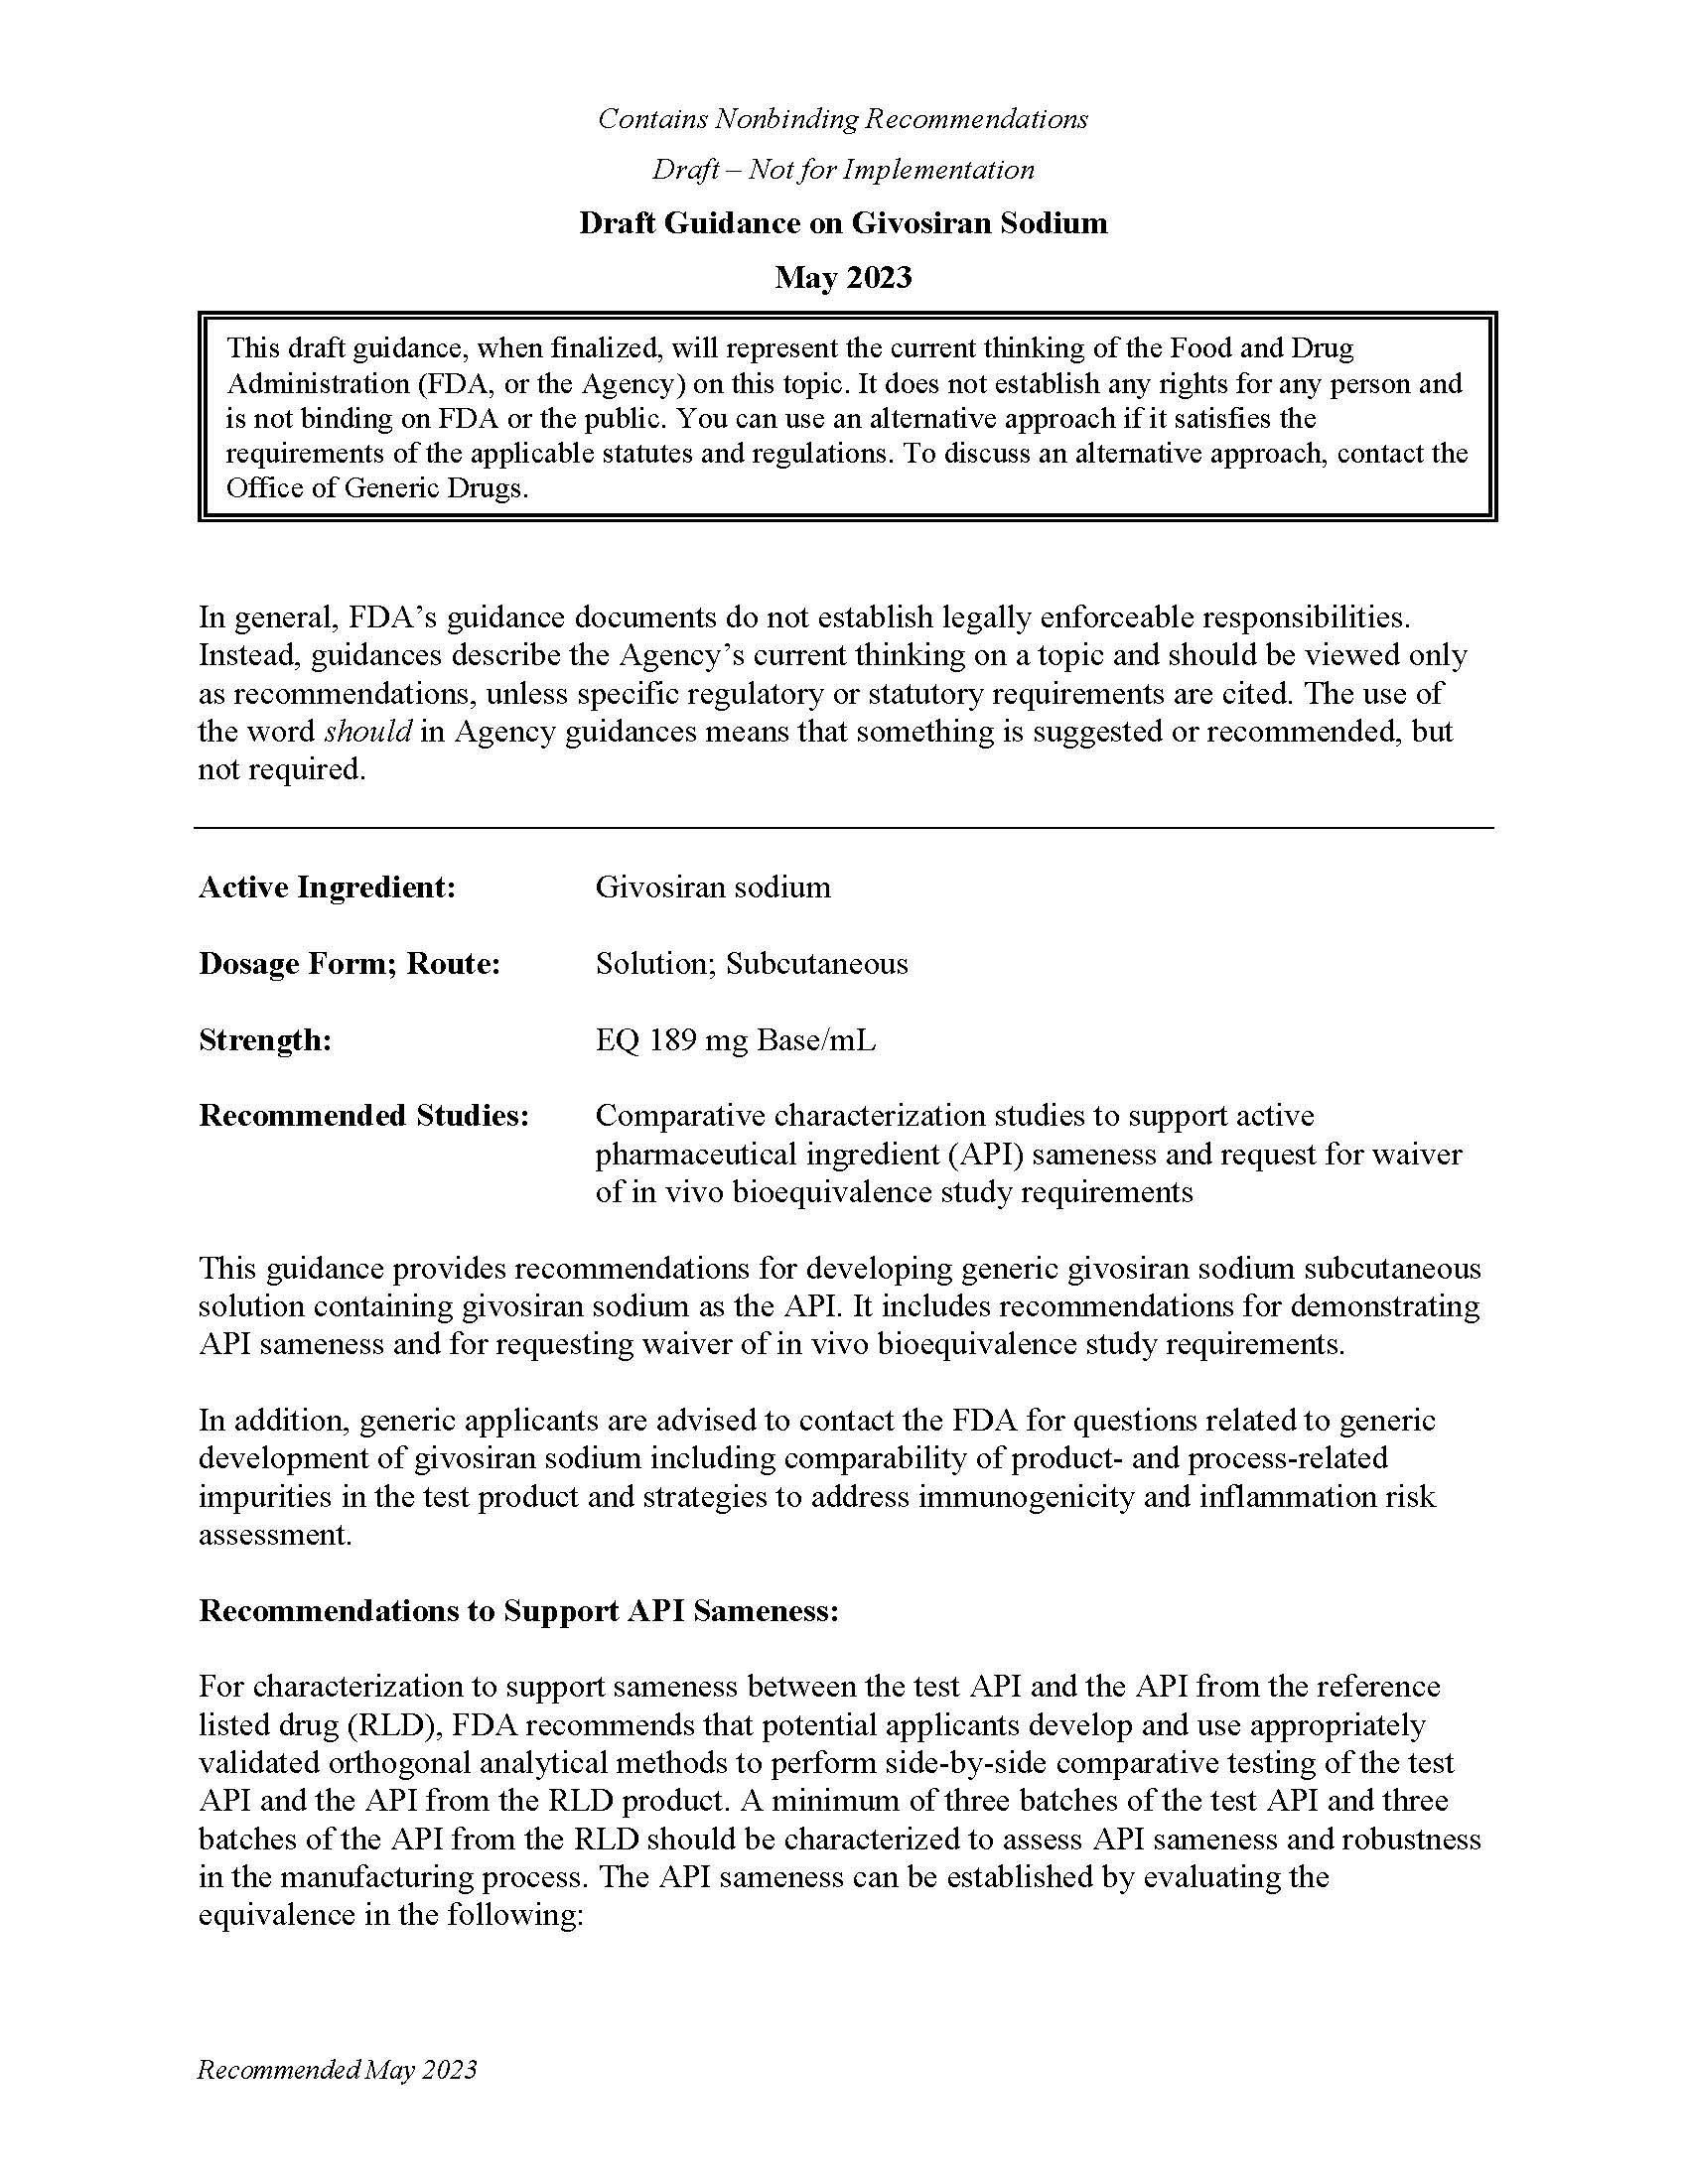 Contains Nonbinding Recommendations
Draft – Not for Implementation
Draft Guidance on Givosiran Sodium
May 2023
This draft guidance, when finalized, will represent the current thinking of the Food and Drug
Administration (FDA, or the Agency) on this topic. It does not establish any rights for any person and
is not binding on FDA or the public. You can use an alternative approach if it satisfies the
requirements of the applicable statutes and regulations. To discuss an alternative approach, contact the
Office of Generic Drugs.
In general, FDA’s guidance documents do not establish legally enforceable responsibilities.
Instead, guidances describe the Agency’s current thinking on a topic and should be viewed only
as recommendations, unless specific regulatory or statutory requirements are cited. The use of
the word should in Agency guidances means that something is suggested or recommended, but
not required.
Active Ingredient: Givosiran sodium
Dosage Form; Route: Solution; Subcutaneous
Strength: EQ 189 mg Base/mL
Recommended Studies: Comparative characterization studies to support active
pharmaceutical ingredient (API) sameness and request for waiver
of in vivo bioequivalence study requirements
This guidance provides recommendations for developing generic givosiran sodium subcutaneous
solution containing givosiran sodium as the API. It includes recommendations for demonstrating
API sameness and for requesting waiver of in vivo bioequivalence study requirements.
In addition, generic applicants are advised to contact the FDA for questions related to generic
development of givosiran sodium including comparability of product- and process-related
impurities in the test product and strategies to address immunogenicity and inflammation risk
assessment.
Recommendations to Support API Sameness:
For characterization to support sameness between the test API and the API from the reference
listed drug (RLD), FDA recommends that potential applicants develop and use appropriately
validated orthogonal analytical methods to perform side-by-side comparative testing of the test
API and the API from the RLD product. A minimum of three batches of the test API and three
batches of the API from the RLD should be characterized to assess API sameness and robustness
in the manufacturing process. The API sameness can be established by evaluating the
equivalence in the following:
Recommended May 2023